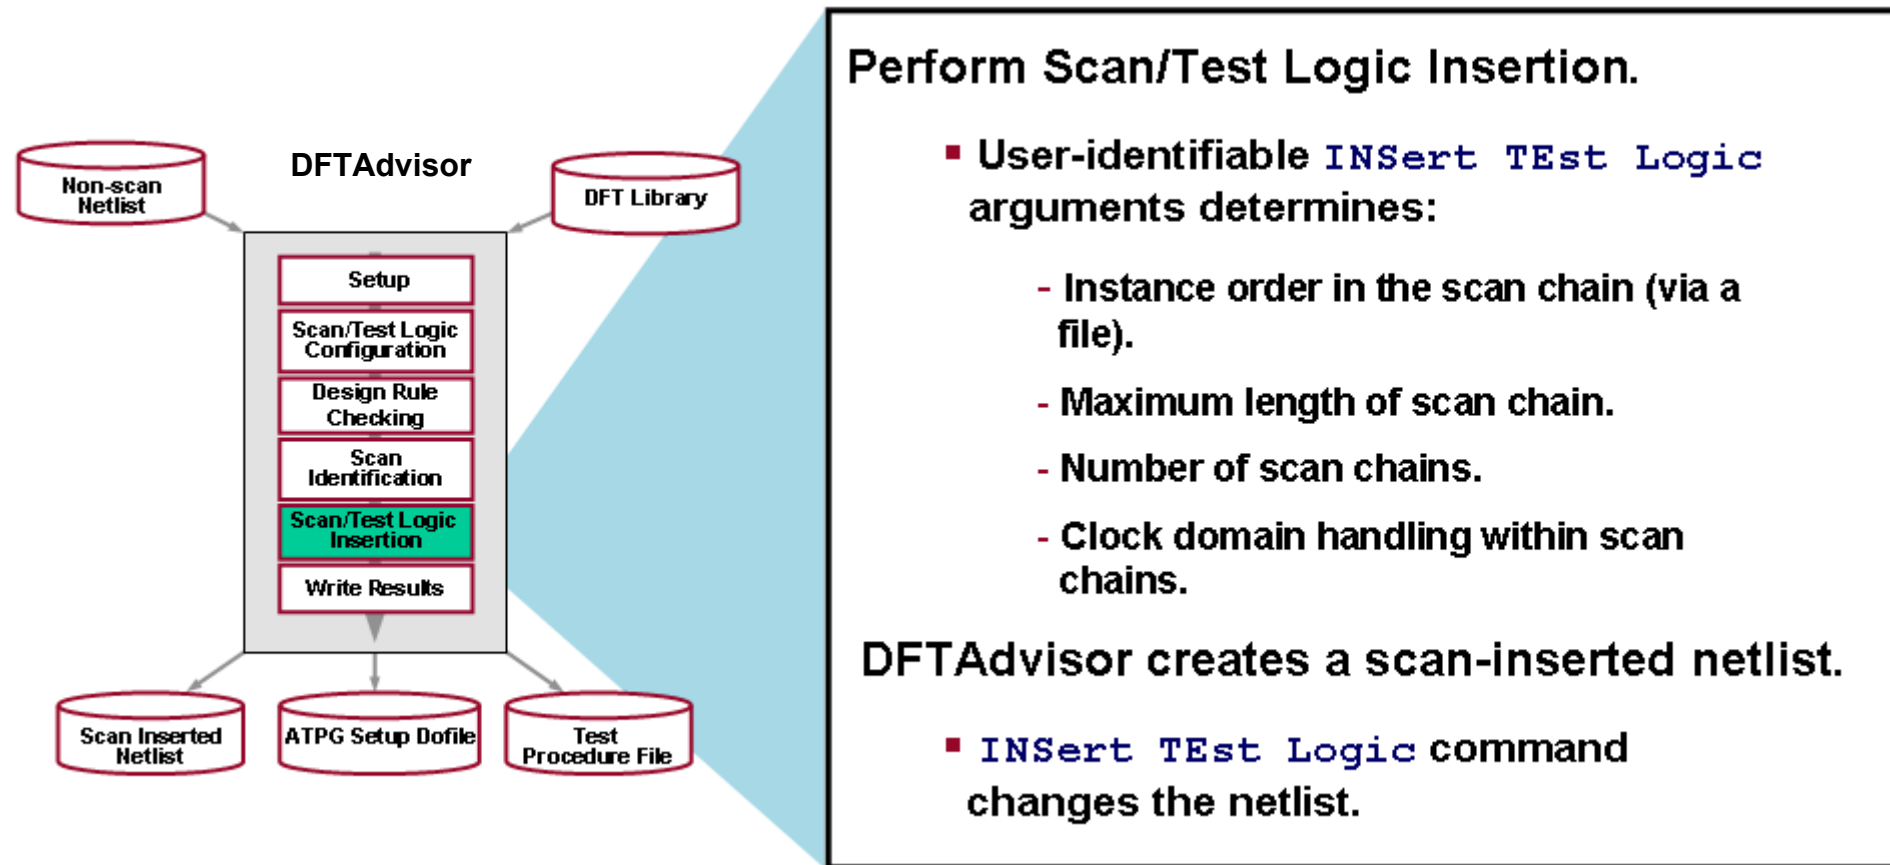 DFTAdvisor
Non-scan
Netlist
DFT Library
Setup
Scan/Test Logic
Configuration
Design Rule
Checking
Scan
Identification
Scan/Test Logic
Insertion
Write Results
Scan Inserted
Netlist
ATPG Setup Dofile
Test
Procedure File
Perform Scan/Test Logic Insertion.
▪ User-identifiable INSert TEst Logic
arguments determines:
- Instance order in the scan chain (via a
file).
- Maximum length of scan chain.
- Number of scan chains.
- Clock domain handling within scan
chains.
DFTAdvisor creates a scan-inserted netlist.
▪ INSert TEst Logic command
changes the netlist.